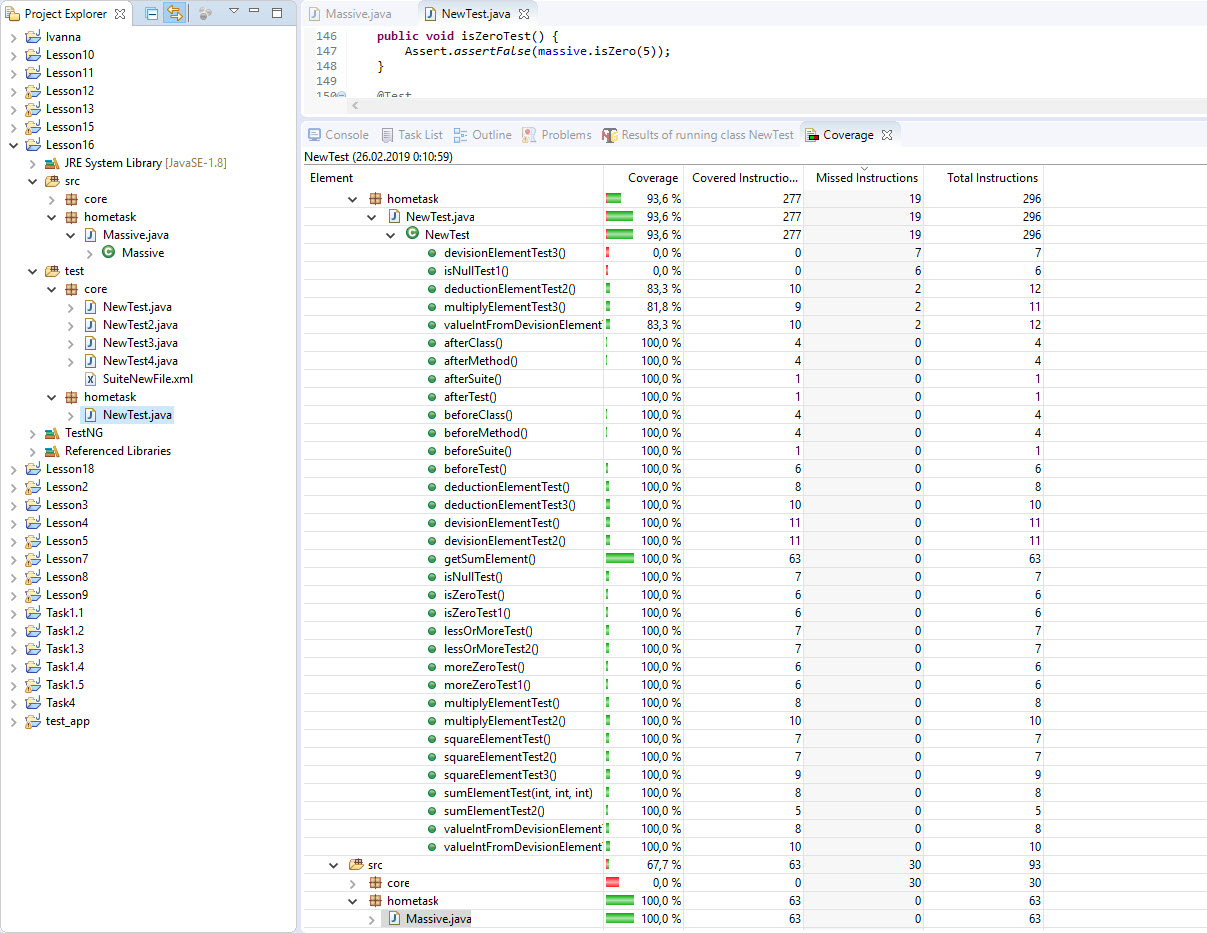 Project Explorer
Ivanna
Lesson10
Lesson11
Lesson12
Lesson13
Lesson15
Lesson16
JRE System Library [JavaSE-1.8]
src
core
hometask
Massive.java
Massive
test
core
NewTest.java
NewTest2.java
NewTest3.java
NewTest4.java
SuiteNewFile.xml
hometask
NewTest.java
TestNG
Referenced Libraries
Lesson18
Lesson2
Lesson3
Lesson4
Lesson5
Lesson7
Lesson8
Lesson9
Task1.1
Task1.2
Task1.3
Task1.4
Task1.5
Task4
test_app
Massive.java NewTest.java
146 public void isZeroTest() {
147 Assert.assertFalse(massive.isZero(5));
148 }
149
150 @Test
Console Task List Outline Problems Results of running class NewTest Coverage
NewTest (26.02.2019 0:10:59)
Element Coverage Covered Instructio... Missed Instructions Total Instructions
hometask 93,6 % 277 19 296
NewTest.java 93,6 % 277 19 296
NewTest 93,6 % 277 19 296
devisionElementTest3() 0,0 % 0 7 7
isNullTest1() 0,0 % 0 6 6
deductionElementTest2() 83,3 % 10 2 12
multiplyElementTest3() 81,8 % 9 2 11
valueIntFromDevisionElement 83,3 % 10 2 12
afterClass() 100,0 % 4 0 4
afterMethod() 100,0 % 4 0 4
afterSuite() 100,0 % 1 0 1
afterTest() 100,0 % 1 0 1
beforeClass() 100,0 % 4 0 4
beforeMethod() 100,0 % 4 0 4
beforeSuite() 100,0 % 1 0 1
beforeTest() 100,0 % 6 0 6
deductionElementTest() 100,0 % 8 0 8
deductionElementTest3() 100,0 % 10 0 10
devisionElementTest() 100,0 % 11 0 11
devisionElementTest2() 100,0 % 11 0 11
getSumElement() 100,0 % 63 0 63
isNullTest() 100,0 % 7 0 7
isZeroTest() 100,0 % 6 0 6
isZeroTest1() 100,0 % 6 0 6
lessOrMoreTest() 100,0 % 7 0 7
lessOrMoreTest2() 100,0 % 7 0 7
moreZeroTest() 100,0 % 6 0 6
moreZeroTest1() 100,0 % 6 0 6
multiplyElementTest() 100,0 % 8 0 8
multiplyElementTest2() 100,0 % 10 0 10
squareElementTest() 100,0 % 7 0 7
squareElementTest2() 100,0 % 7 0 7
squareElementTest3() 100,0 % 9 0 9
sumElementTest(int, int, int) 100,0 % 8 0 8
sumElementTest2() 100,0 % 5 0 5
valueIntFromDevisionElement 100,0 % 8 0 8
valueIntFromDevisionElement 100,0 % 10 0 10
src 67,7 % 63 30 93
core 0,0 % 0 30 30
hometask 100,0 % 63 0 63
Massive.java 100,0 % 63 0 63